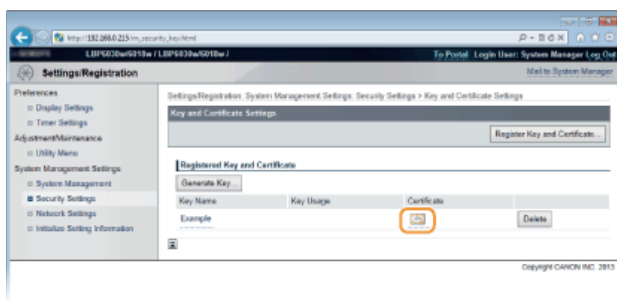 http://192.168.0.215/m_security_key.html
LBP6030w/6018w / LBP6030w/6018w /
To Portal Login User: System Manager Log Out
Settings/Registration
Mail to System Manager
Preferences
Display Settings
Timer Settings
Adjustment/Maintenance
Utility Menu
System Management Settings
System Management
Security Settings
Network Settings
Initialize Setting Information
Settings/Registration: System Management Settings: Security Settings > Key and Certificate Settings
Key and Certificate Settings
Register Key and Certificate...
Registered Key and Certificate
Generate Key...
Key Name Key Usage Certificate
Example Delete
Copyright CANON INC. 2013